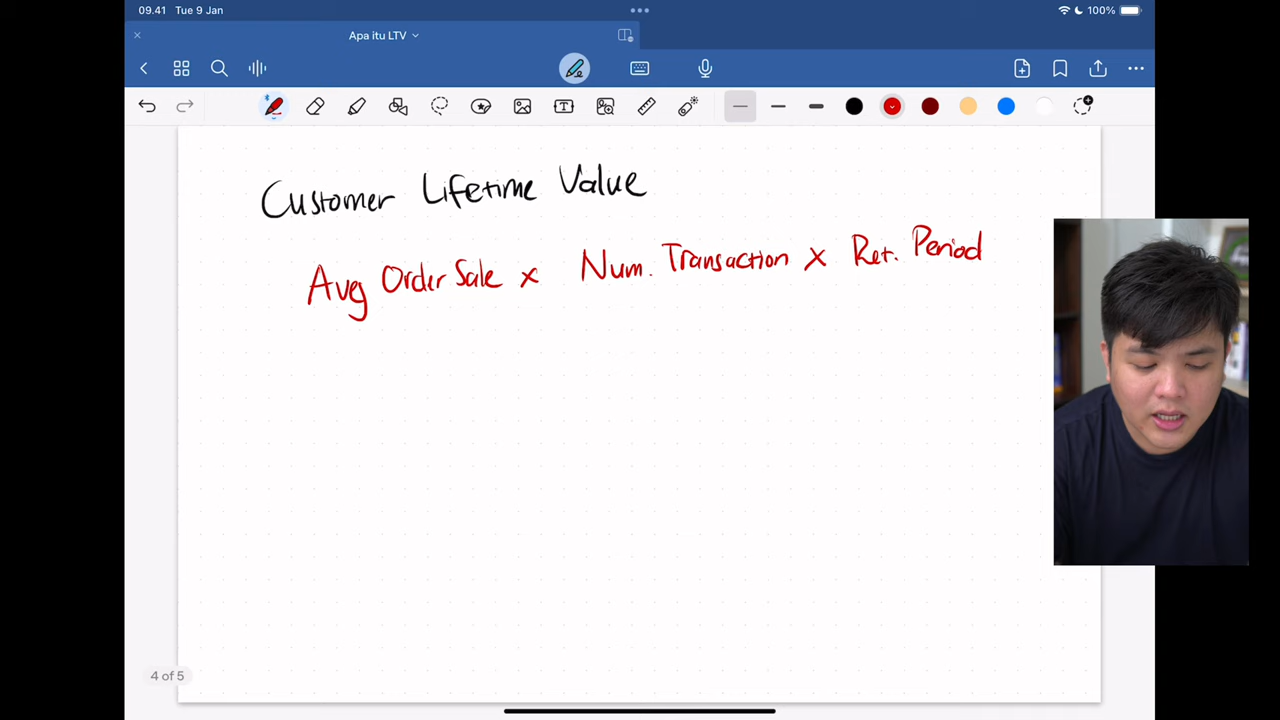 09.41 Tue 9 Jan
100%
Apa itu LTV
Customer Lifetime Value
Avg Order Sale x Num. Transaction x Ret. Period
4 of 5